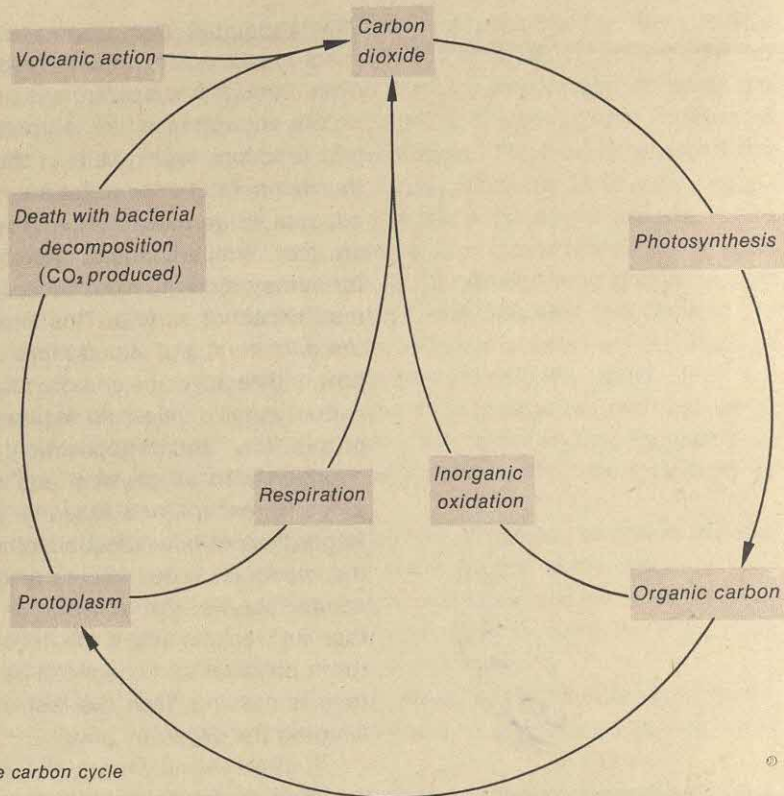 Volcanic action
Carbon
dioxide
Death with bacterial
decomposition
(CO₂ produced)
Photosynthesis
Respiration
Inorganic
oxidation
Protoplasm
Organic carbon
carbon cycle